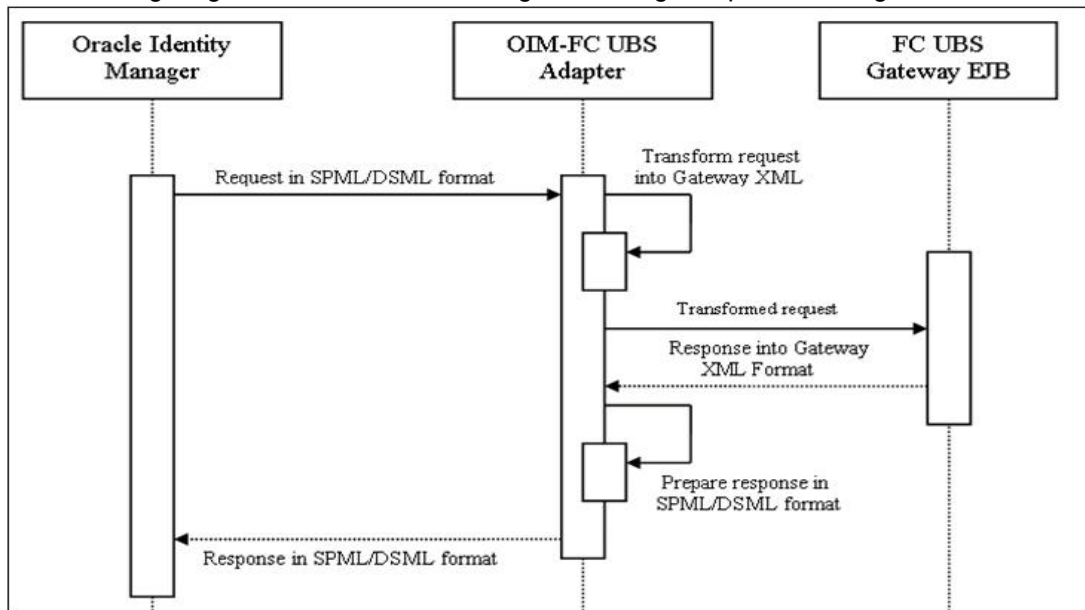 Oracle Identity
Manager
OIM-FC UBS
Adapter
FC UBS
Gateway EJB
Request in SPML/DSML format
Transform request
into Gateway XML
Transformed request
Response into Gateway
XML Format
Prepare response in
SPML/DSML format
Response in SPML/DSML format